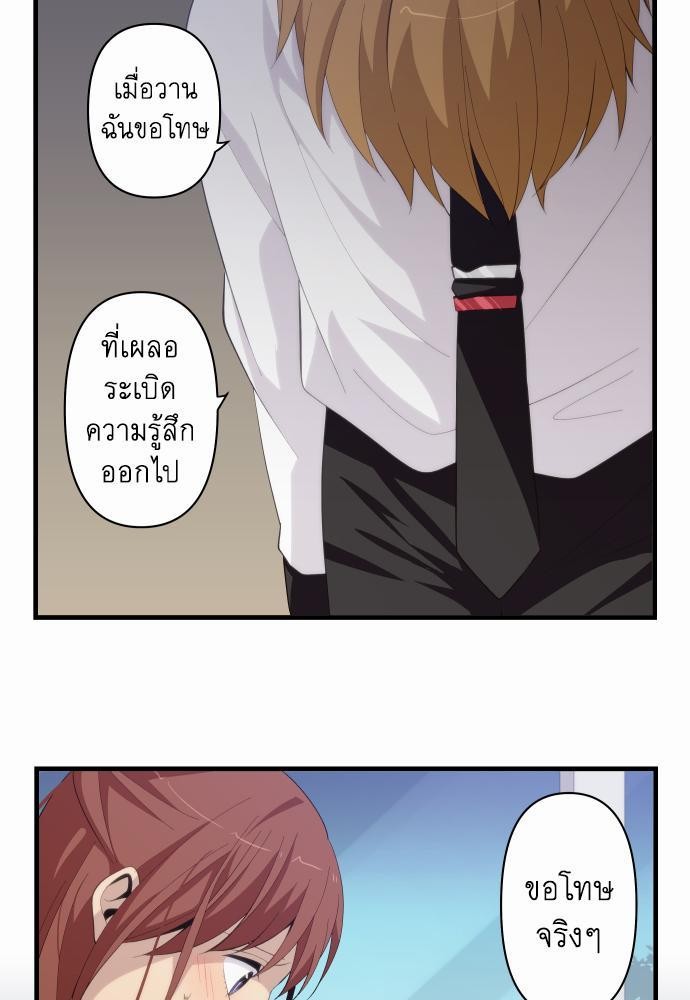 เมื่อวาน
ฉันขอโทษ
ที่เผลอ
ระเบิด
ความรู้สึก
ออกไป
ขอโทษ
จริงๆ